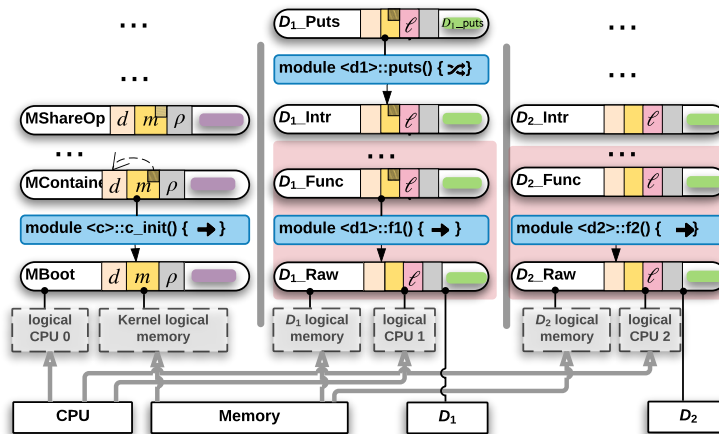 ...
D₁_Puts
ℓ
D₁_puts
...
...
module <d1>::puts() { }
...
MShareOp
d
m
ρ
D₁_Intr
ℓ
D₂_Intr
ℓ
...
...
...
MContaine
d
m
ρ
D₁_Func
ℓ
D₂_Func
ℓ
module <c>::c_init() { → }
module <d1>::f1() { → }
module <d2>::f2() { → }
MBoot
d
m
ρ
D₁_Raw
ℓ
D₂_Raw
ℓ
logical
CPU 0
Kernel logical
memory
D₁ logical
memory
logical
CPU 1
D₂ logical
memory
logical
CPU 2
CPU
Memory
D₁
D₂